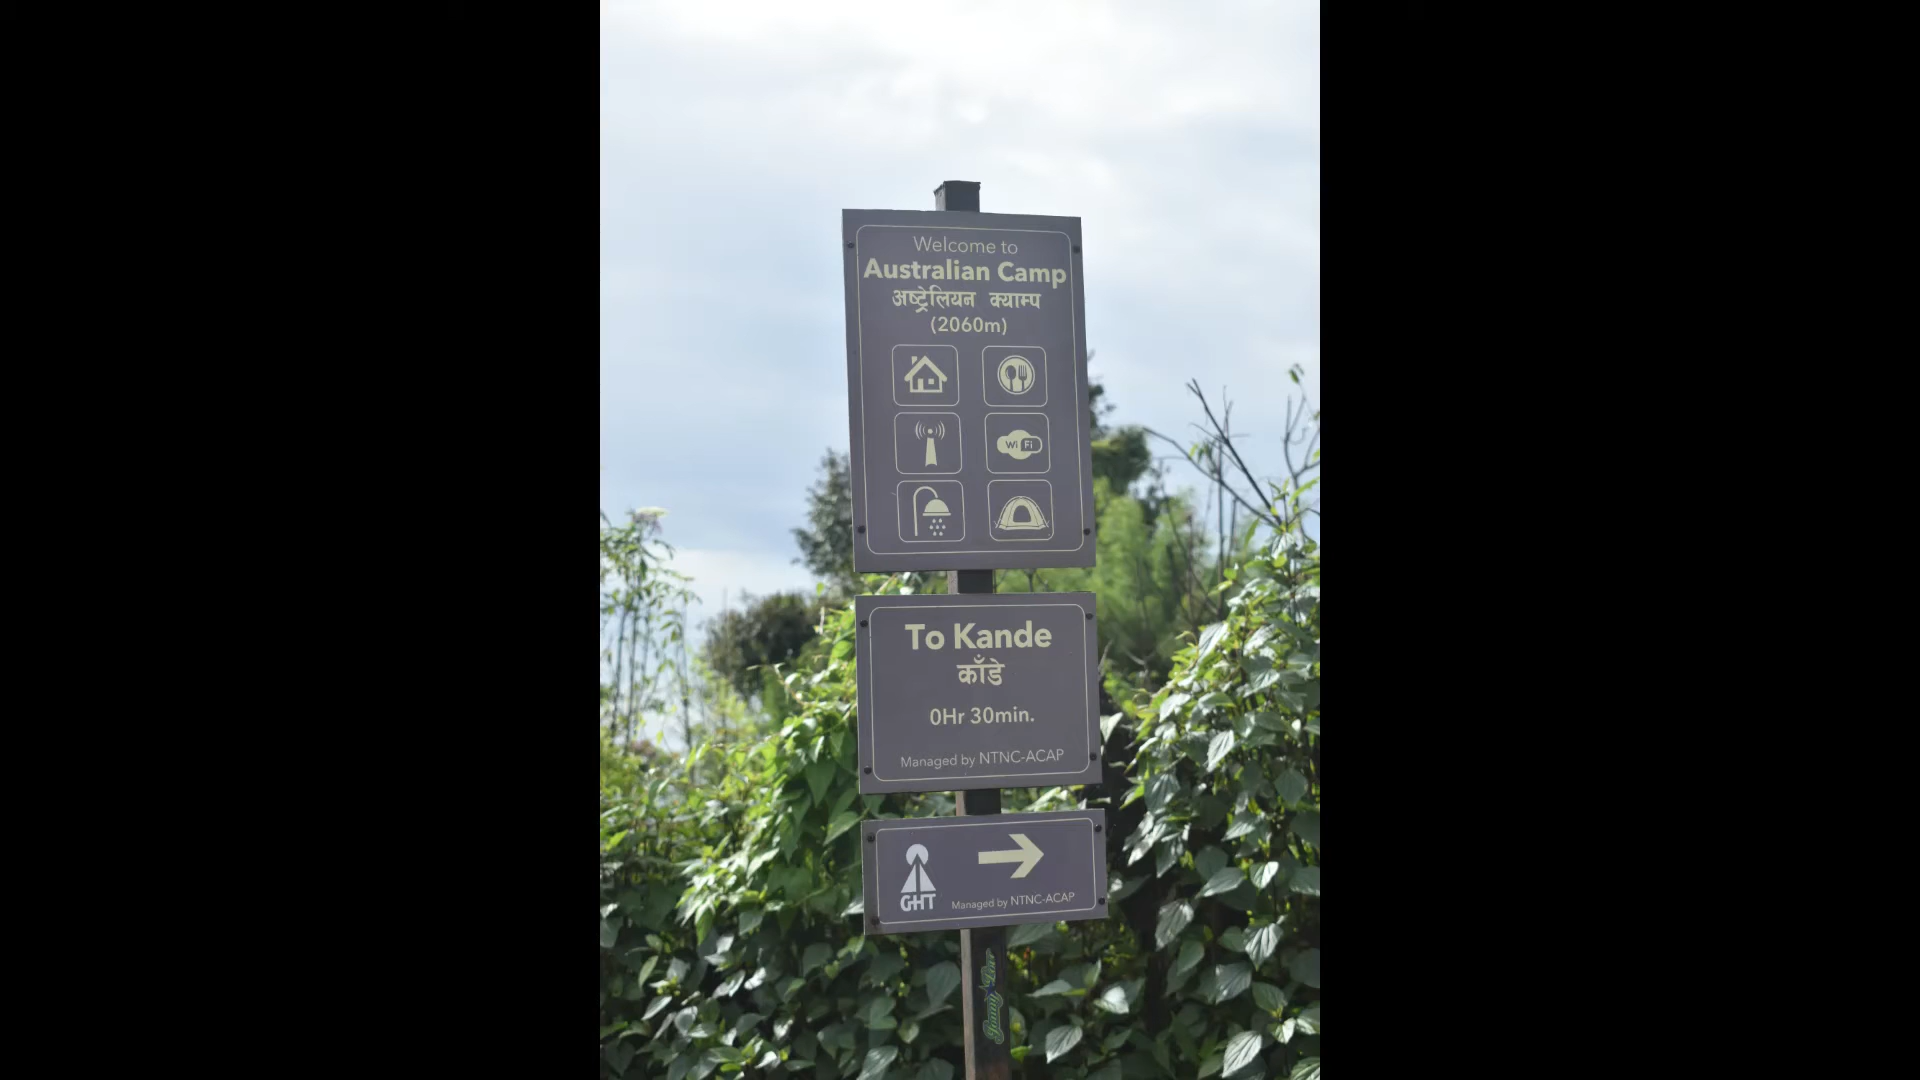 Welcome to
Australian Camp
अष्ट्रेलियन क्याम्प
(2060m)
Wi Fi
To Kande
काँडे
0Hr 30min.
Managed by NTNC-ACAP
GHT
Managed by NTNC-ACAP